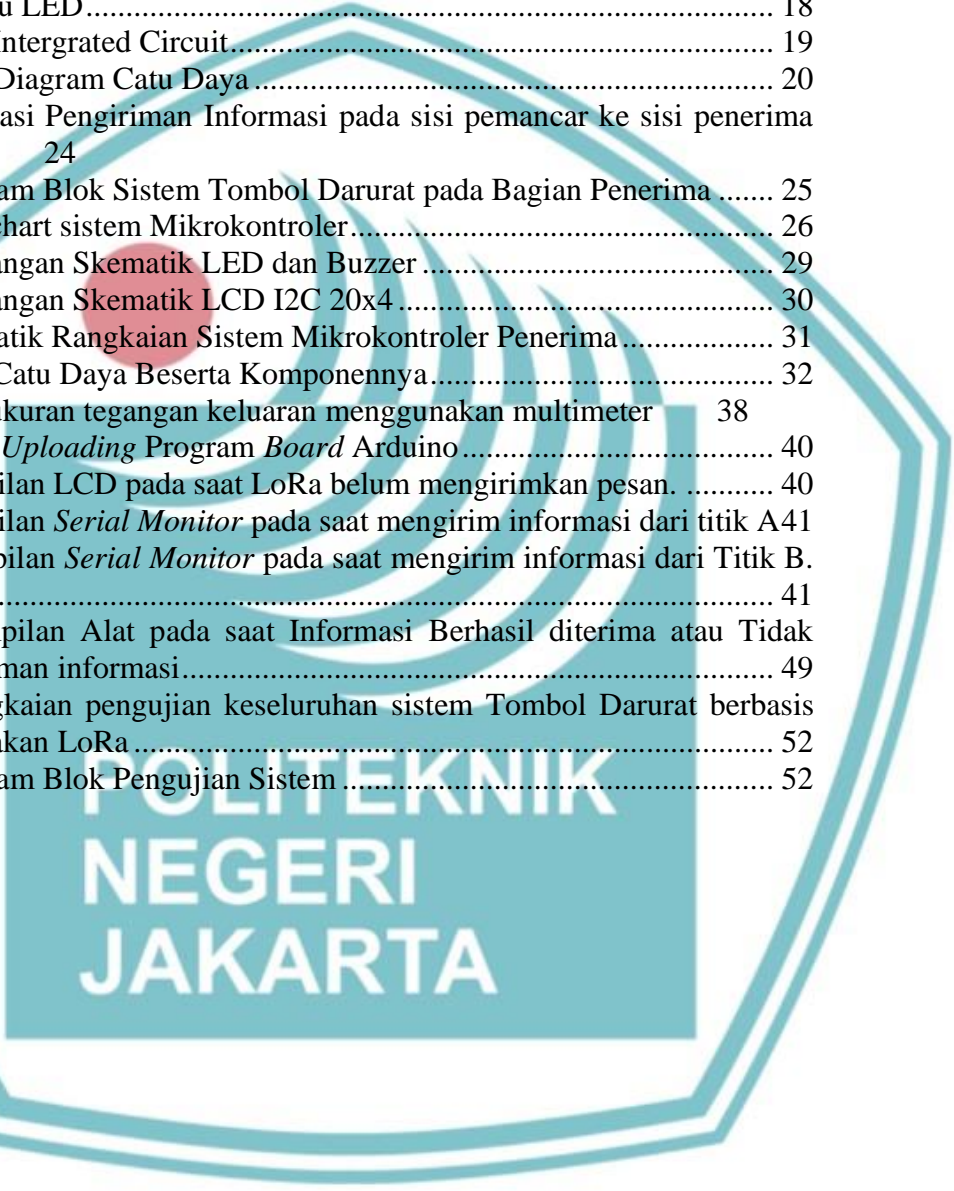 u LED........................................................................................... 18
Intergrated Circuit........................................................................ 19
Diagram Catu Daya ..................................................................... 20
asi Pengiriman Informasi pada sisi pemancar ke sisi penerima
24
am Blok Sistem Tombol Darurat pada Bagian Penerima ....... 25
chart sistem Mikrokontroler........................................................ 26
angan Skematik LED dan Buzzer ............................................... 29
angan Skematik LCD I2C 20x4 .................................................. 30
atik Rangkaian Sistem Mikrokontroler Penerima .................... 31
Catu Daya Beserta Komponennya............................................. 32
ukuran tegangan keluaran menggunakan multimeter 38
Uploading Program Board Arduino ......................................... 40
ilan LCD pada saat LoRa belum mengirimkan pesan. ........... 40
ilan Serial Monitor pada saat mengirim informasi dari titik A41
pilan Serial Monitor pada saat mengirim informasi dari Titik B.
..................................................................................................... 41
pilan Alat pada saat Informasi Berhasil diterima atau Tidak
man informasi.............................................................................. 49
gkaian pengujian keseluruhan sistem Tombol Darurat berbasis
akan LoRa .................................................................................... 52
am Blok Pengujian Sistem ......................................................... 52
POLITEKNIK
NEGERI
JAKARTA